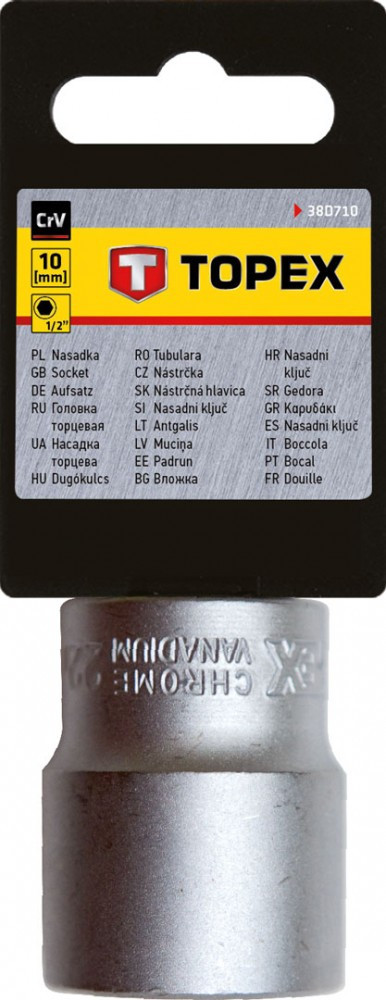 CrV
38D710
10
[mm]
1/2”
T TOPEX
PL Nasadka
GB Socket
DE Aufsatz
RU Головка
торцевая
UA Насадка
торцева
HU Dugókulcs
RO Tubulara
CZ Nástrčka
SK Nástrčná hlavica
SI Nasadni ključ
LT Antgalis
LV Muciņa
EE Padrun
BG Вложка
HR Nasadni
ključ
SR Gedora
GR Καρυδάκι
ES Nasadni ključ
IT Boccola
PT Bocal
FR Douille
CHROME
VANADIUM